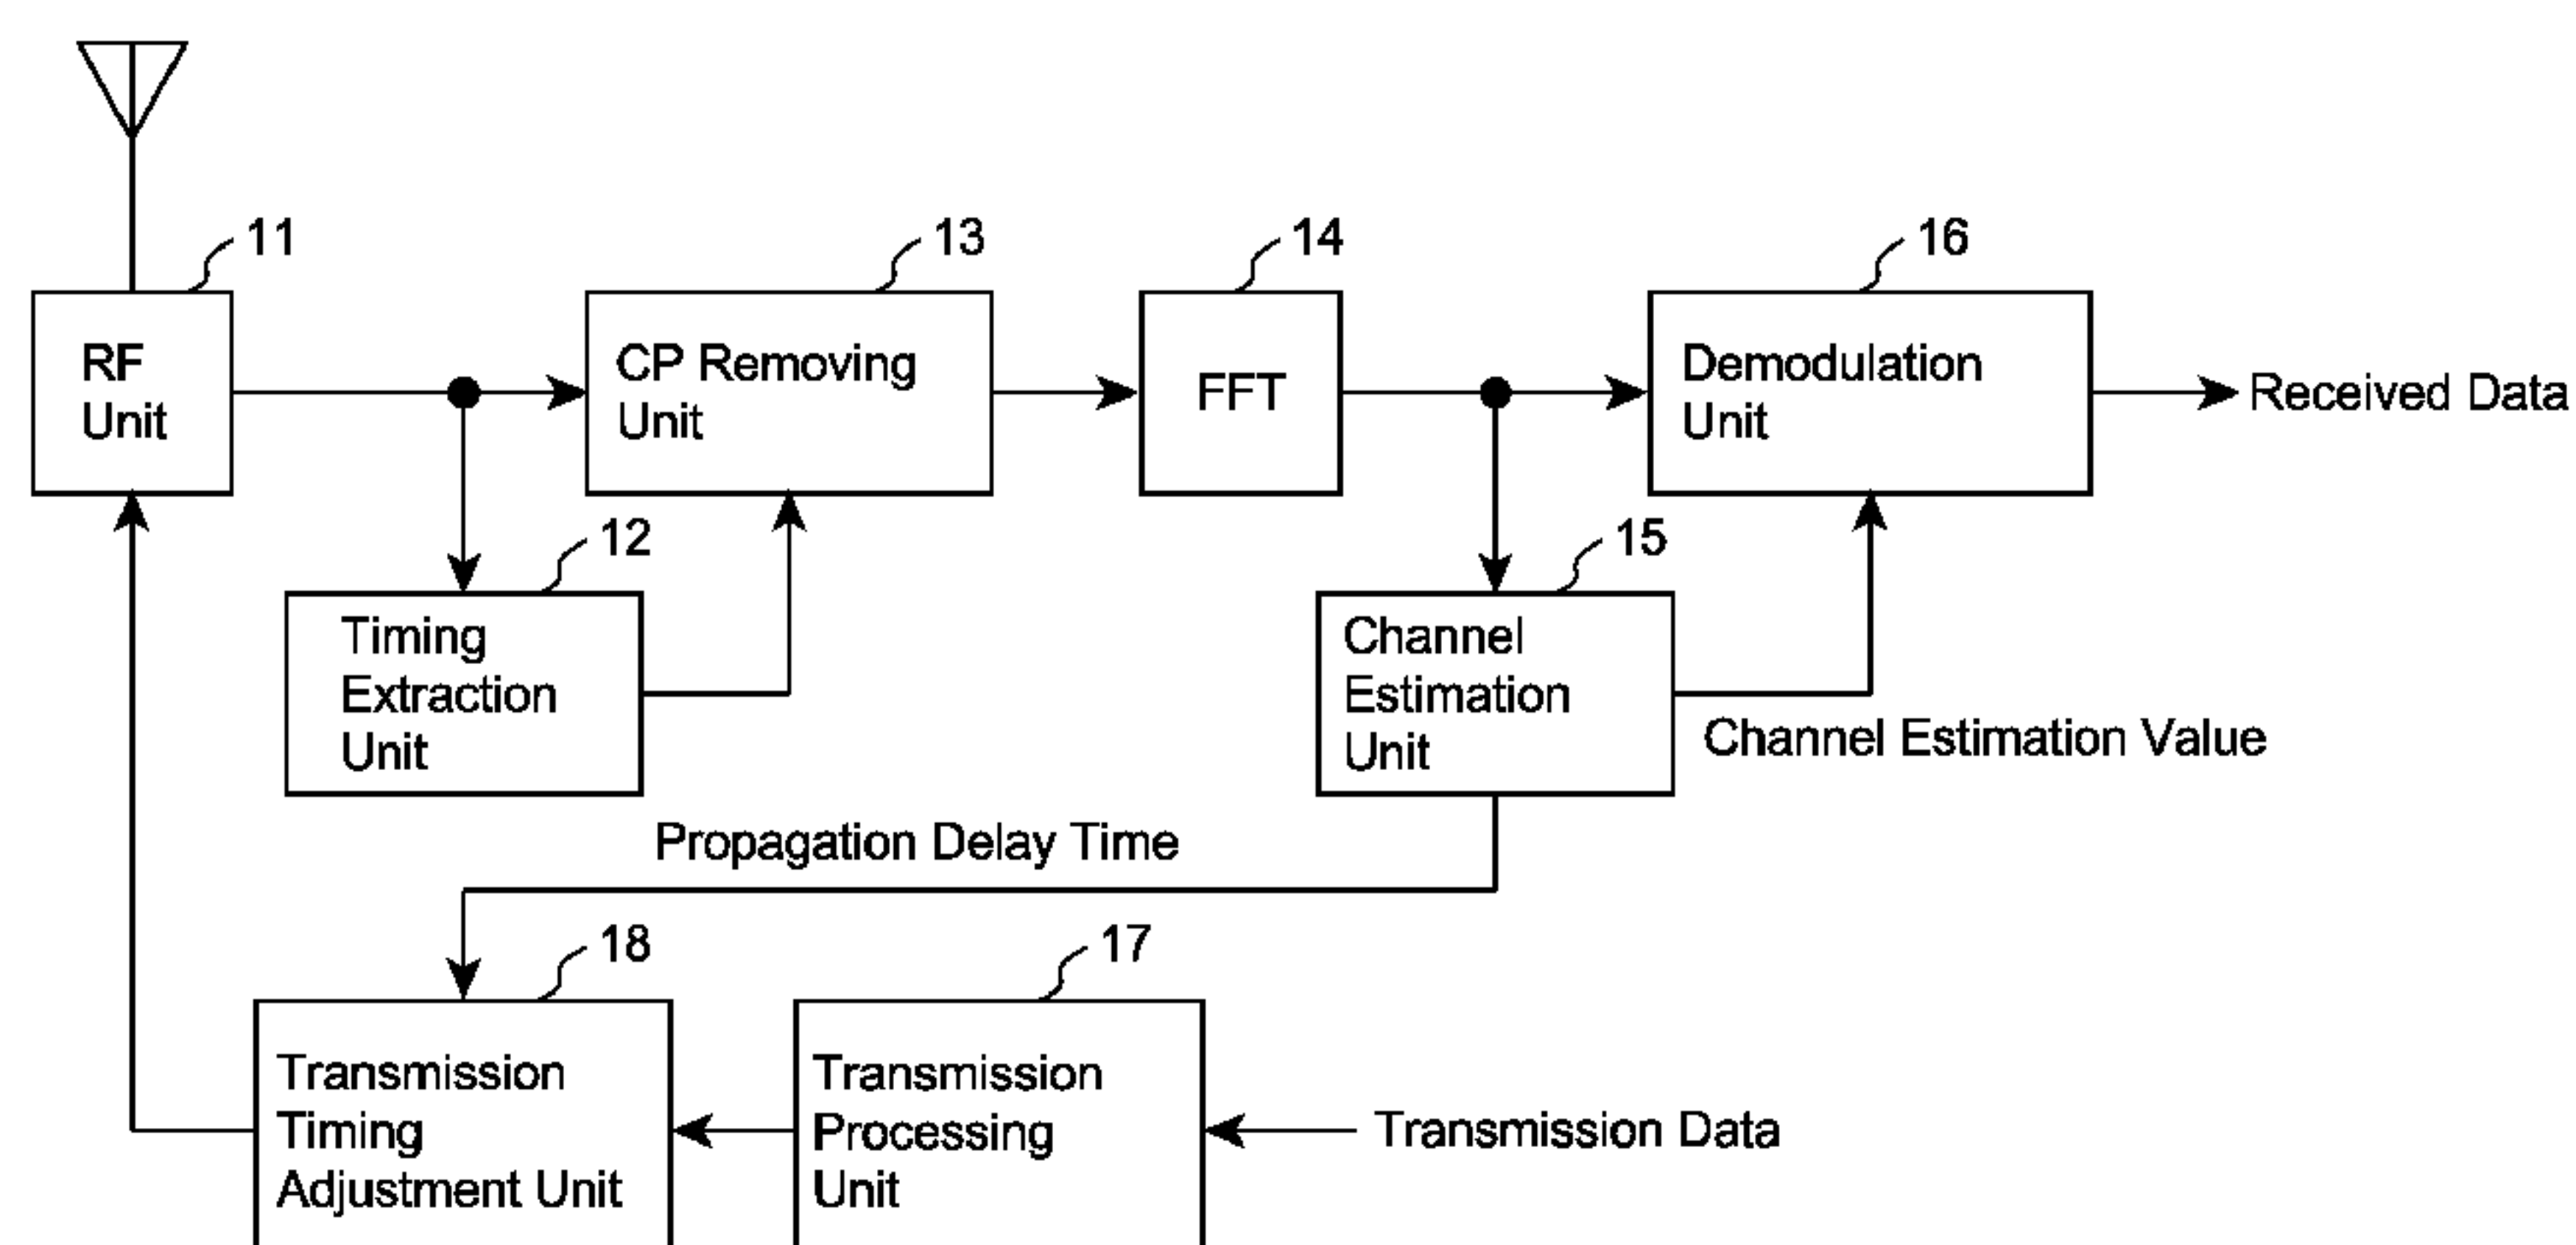 11
13
14
16
RF
Unit
CP Removing
Unit
FFT
Demodulation
Unit
Received Data
12
15
Timing
Extraction
Unit
Channel
Estimation
Unit
Channel Estimation Value
Propagation Delay Time
18
17
Transmission
Timing
Adjustment Unit
Transmission
Processing
Unit
Transmission Data